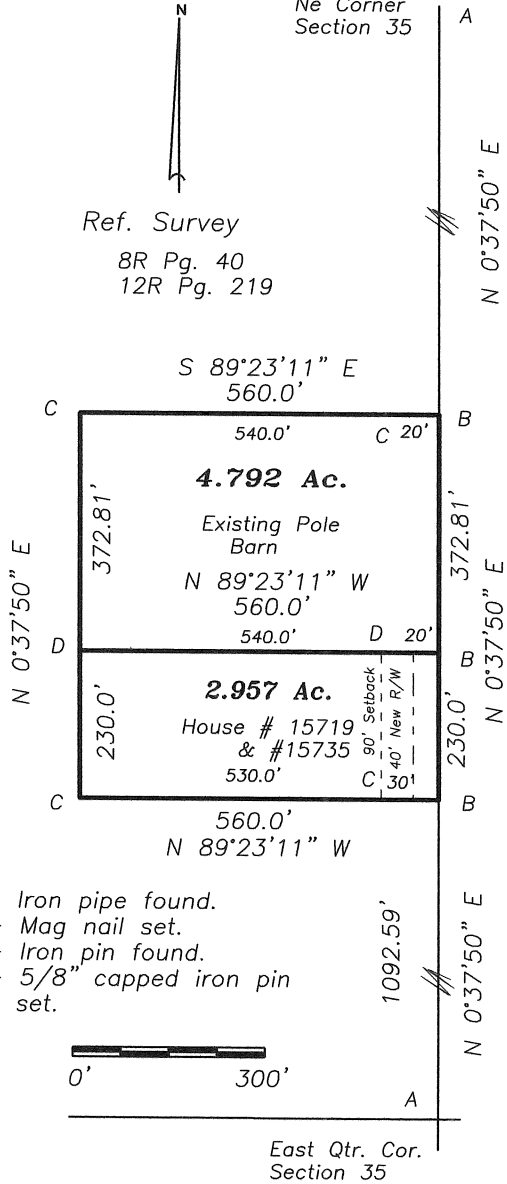 N
Ne Corner
Section 35
A
N 0°37'50" E
Ref. Survey
8R Pg. 40
12R Pg. 219
S 89°23'11" E
560.0'
C
B
540.0'
C 20'
4.792 Ac.
Existing Pole
Barn
372.81'
372.81'
N 0°37'50" E
N 0°37'50" E
N 89°23'11" W
560.0'
D
540.0'
D 20'
B
2.957 Ac.
House # 15719
& #15735
530.0'
230.0'
90' Setback
40' New R/W
C 30'
230.0'
C
B
560.0'
N 89°23'11" W
Iron pipe found.
Mag nail set.
Iron pin found.
5/8" capped iron pin
set.
1092.59'
N 0°37'50" E
0' 300'
A
East Qtr. Cor.
Section 35